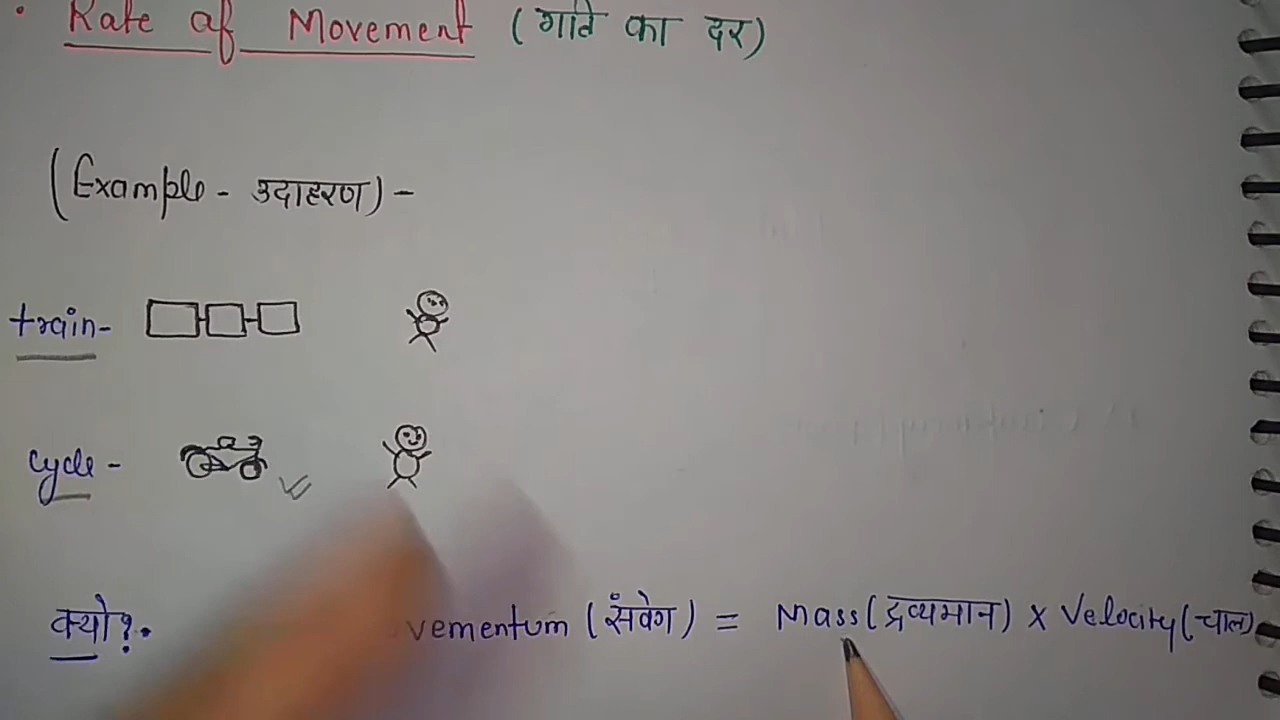 • Rate of Movement (गति का दर)
(Example - उदाहरण) -
train-
cycle -
क्यो?. vementum (संवेग) = Mass (द्रव्यमान) x Velocity (चाल)